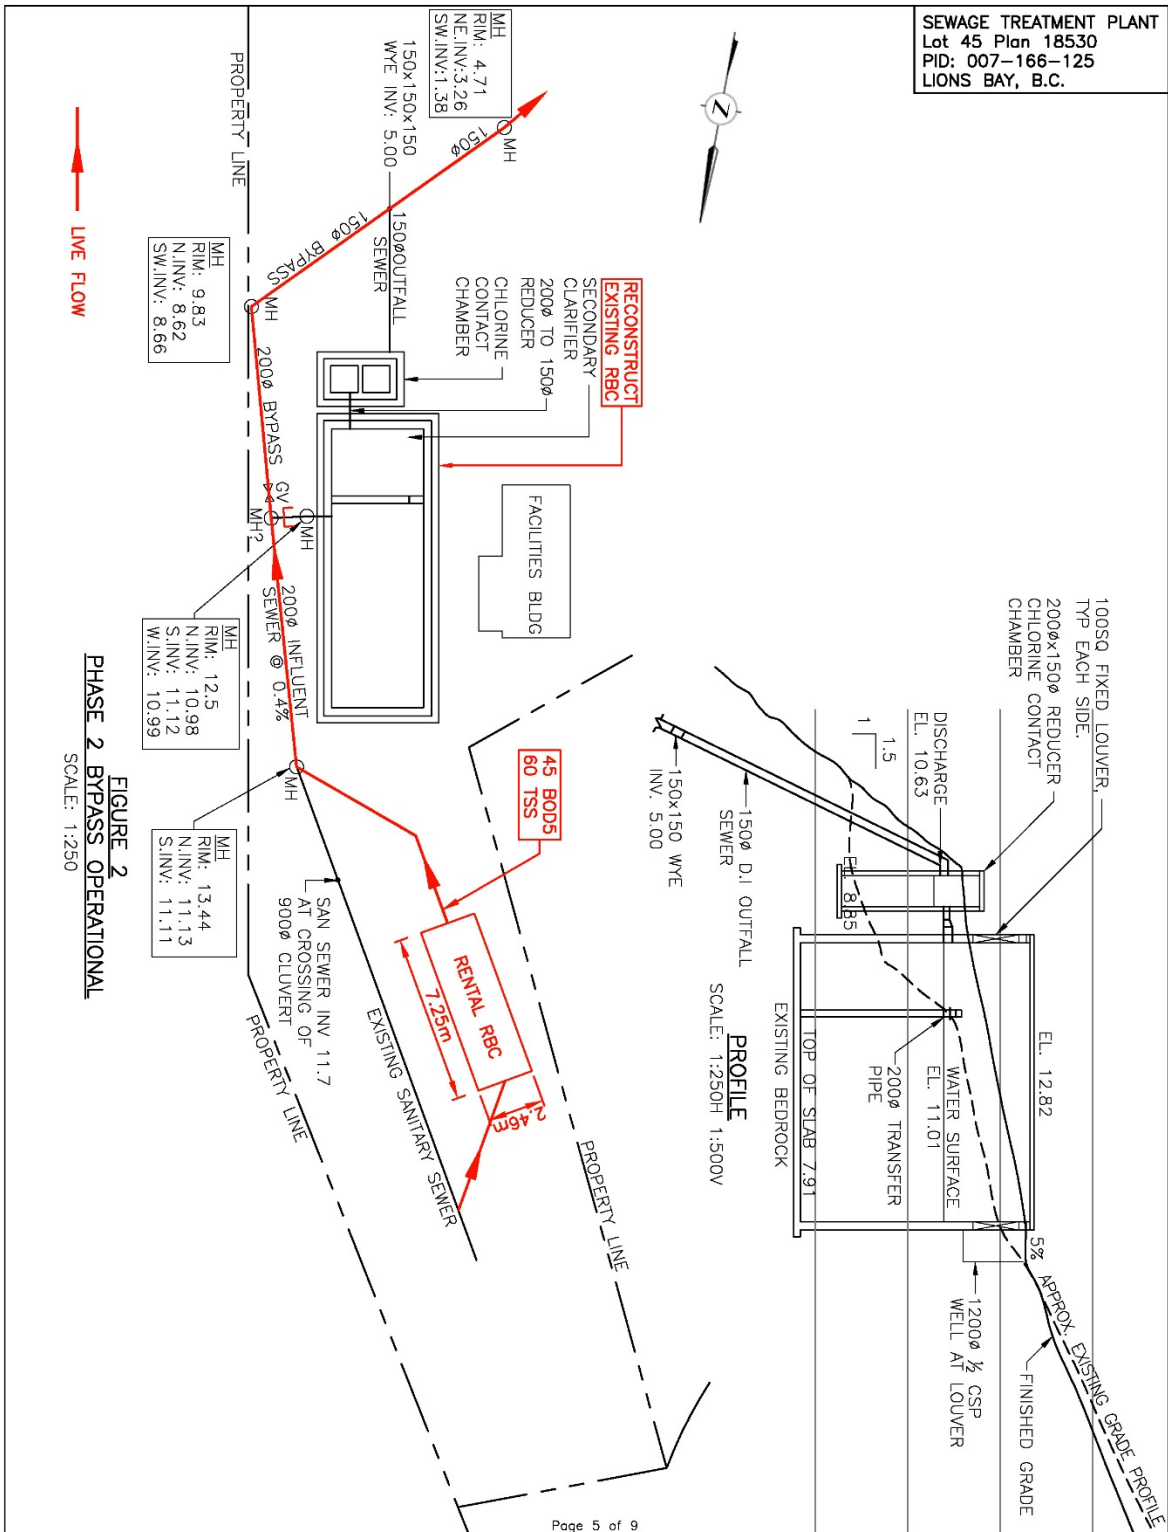 SEWAGE TREATMENT PLANT
Lot 45 Plan 18530
PID: 007-166-125
LIONS BAY, B.C.
MH
RIM: 4.71
NE.INV:3.26
SW.INV:1.38
150x150x150
WYE INV: 5.00
PROPERTY LINE
MH
150ø
150øOUTFALL
SEWER
150ø BYPASS
MH
MH
RIM: 9.83
N.INV: 8.62
SW.INV: 8.66
LIVE FLOW
Z
RECONSTRUCT
EXISTING RBC
SECONDARY
CLARIFIER
200ø TO 150ø
REDUCER
CHLORINE
CONTACT
CHAMBER
200ø BYPASS
GV
MH?
MH
FACILITIES BLDG
MH
RIM: 12.5
N.INV: 10.98
S.INV: 11.12
W.INV: 10.99
200ø INFLUENT
SEWER @ 0.4%
MH
MH
RIM: 13.44
N.INV: 11.13
S.INV: 11.11
45 BOD5
60 TSS
RENTAL RBC
7.25m
2.46m
SAN SEWER INV 11.7
AT CROSSING OF
900ø CLUVERT
EXISTING SANITARY SEWER
PROPERTY LINE
PROPERTY LINE
FIGURE 2
PHASE 2 BYPASS OPERATIONAL
SCALE: 1:250
100SQ FIXED LOUVER,
TYP EACH SIDE.
200øx150ø REDUCER
CHLORINE CONTACT
CHAMBER
DISCHARGE
EL. 10.63
1.5
1
150ø D.I OUTFALL
SEWER
150x150 WYE
INV. 5.00
EL. 8.85
EL. 12.82
WATER SURFACE
EL. 11.01
200ø TRANSFER
PIPE
TOP OF SLAB 7.91
EXISTING BEDROCK
5%
APPROX. EXISTING GRADE PROFILE
FINISHED GRADE
1200ø ½ CSP
WELL AT LOUVER
PROFILE
SCALE: 1:250H 1:500V
Page 5 of 9